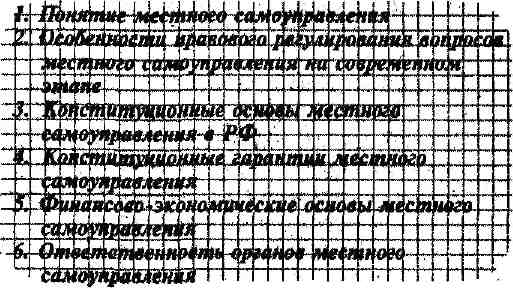 1. Понятие местного самоуправления
2. Особенности правового регулирования вопросов
местного самоуправления на современном
этапе
3. Конституционные основы местного
самоуправления в РФ
4. Конституционные гарантии местного
самоуправления
5. Финансово-экономические основы местного
самоуправления
6. Ответственность органов местного
самоуправления